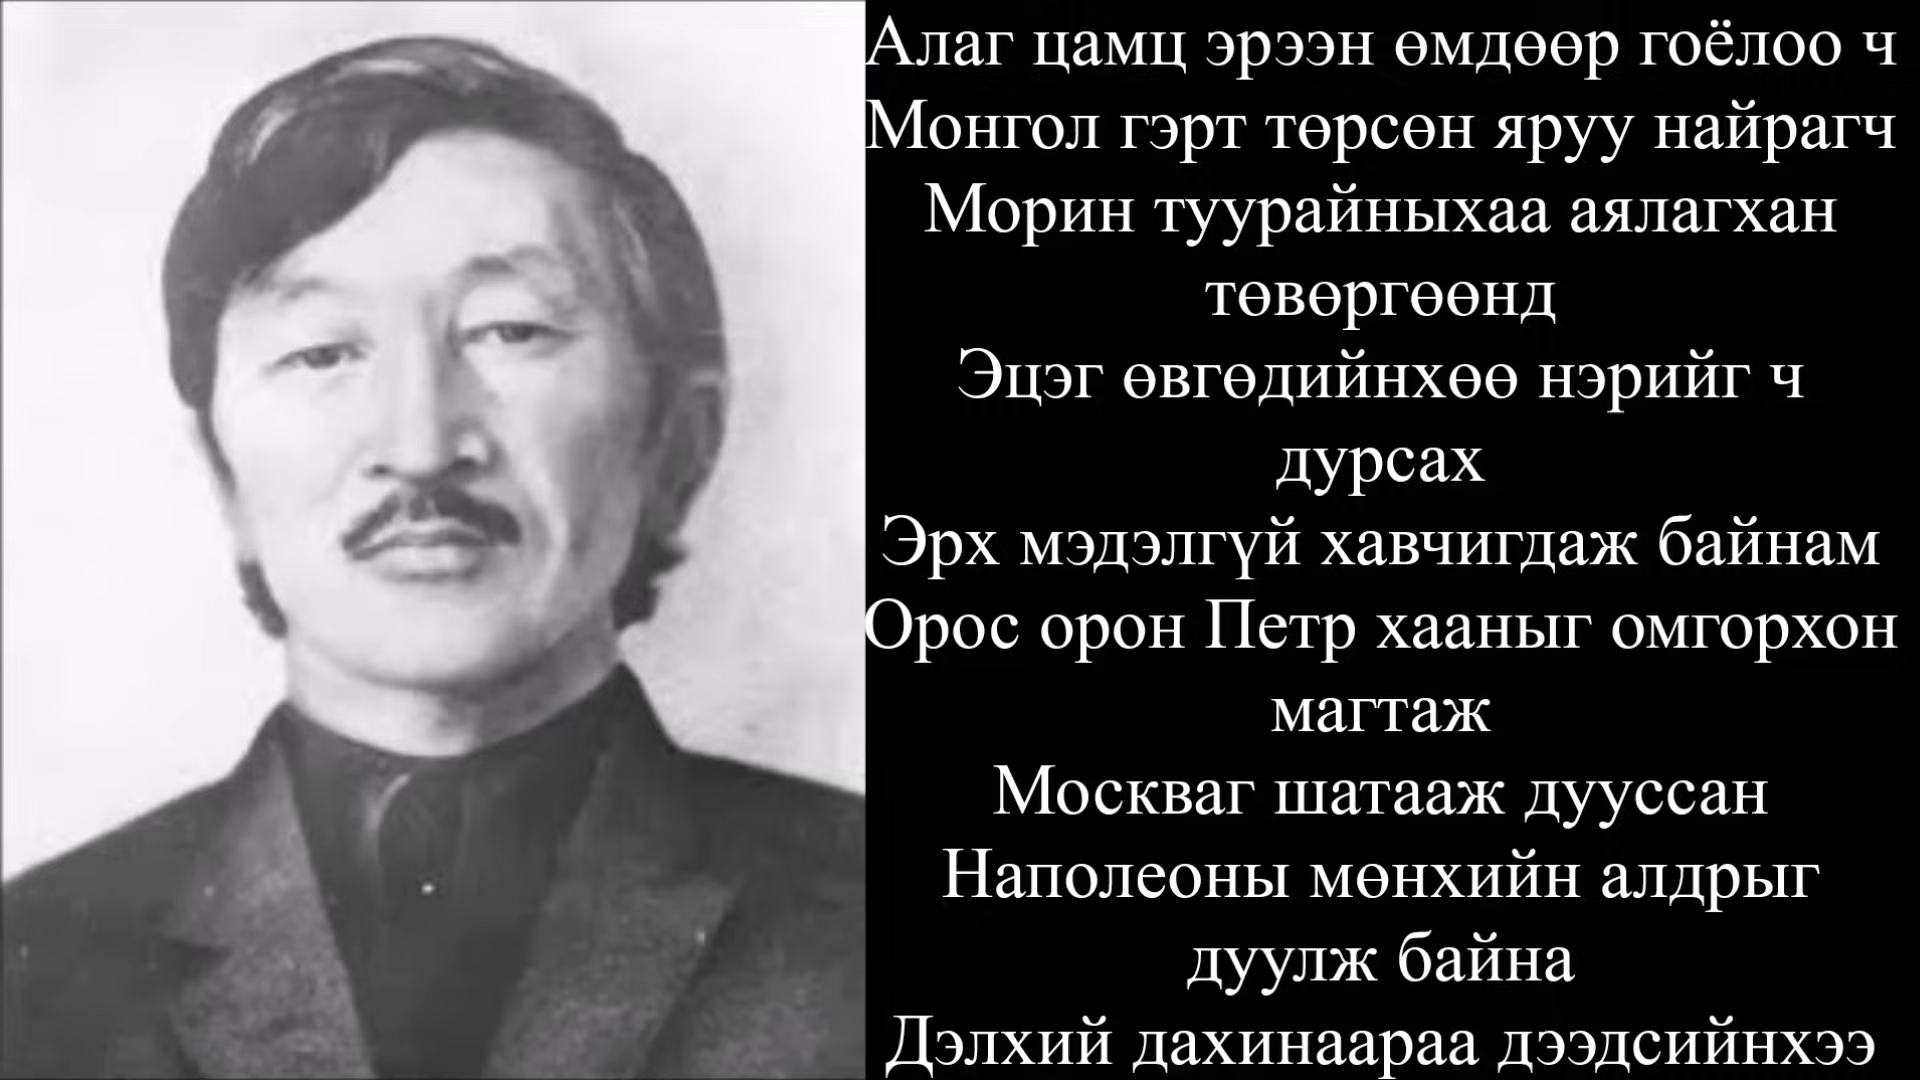 Алаг цамц эрээн өмдөөр гоёлоо ч
Монгол гэрт төрсөн яруу найрагч
Морин туурайныхаа аялагхан
төвөргөөнд
Эцэг өвгөдийнхөө нэрийг ч
дурсах
Эрх мэдэлгүй хавчигдаж байнам
Орос орон Петр хааныг омгорхон
магтаж
Москваг шатааж дууссан
Наполеоны мөнхийн алдрыг
дуулж байна
Дэлхий дахинаараа дээдсийнхээ